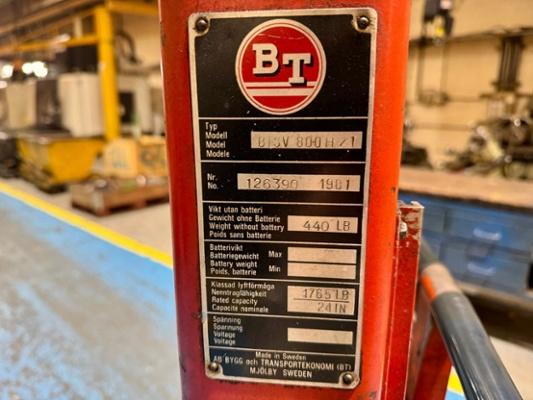 BT
Typ
Modell
Model
Modele
BTSV 800H/1
Nr.
No.
126390 1981
Vikt utan batteri
Gewicht ohne Batterie
Weight without battery
Poids sans batterie
440 LB
Batterivikt
Batteriegewicht
Battery weight
Poids, batterie
Max
Min
Klassad lyftförmåga
Nenntragfähigkeit
Rated capacity
Capacité nominale
1765 LB
24 IN
Spänning
Spannung
Voltage
Voltage
Made in Sweden
AB BYGG och TRANSPORTEKONOMI (BT)
MJÖLBY SWEDEN